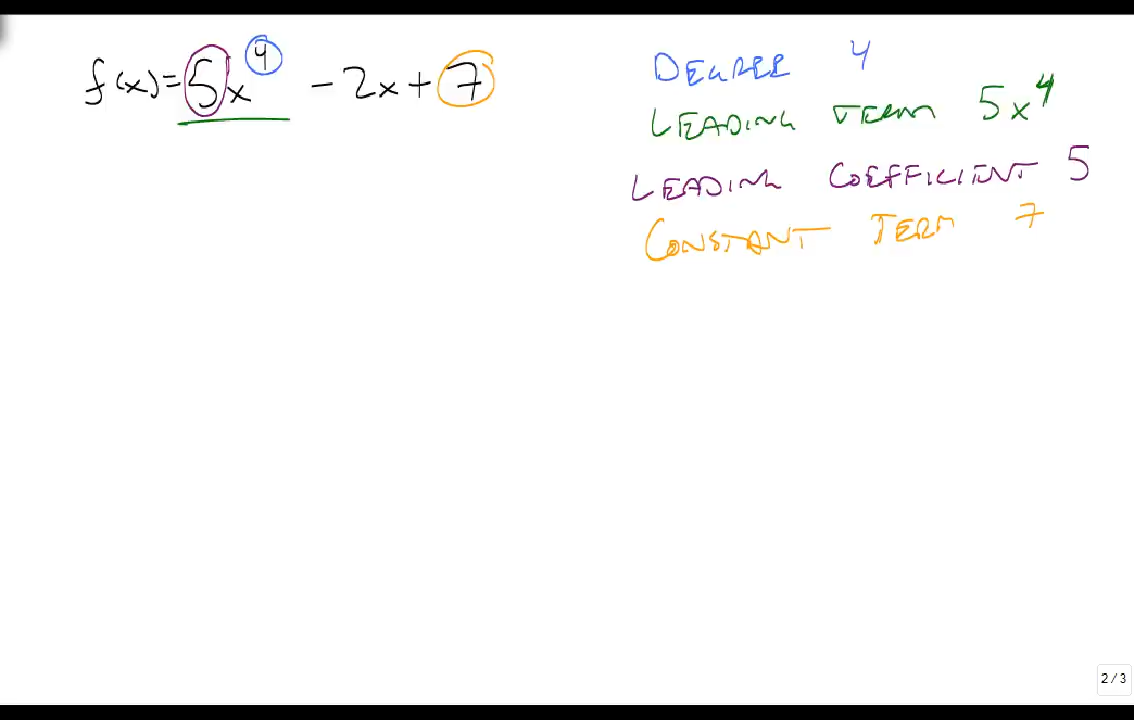 f(x)=5x⁴ - 2x + 7
DEGREE 4
LEADING TERM 5x⁴
LEADING COEFFICIENT 5
CONSTANT TERM 7
2/3